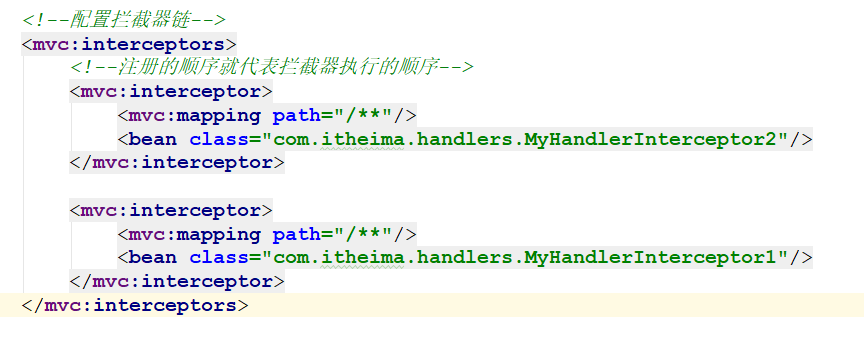 <!--配置拦截器链-->
<mvc:interceptors>
<!--注册的顺序就代表拦截器执行的顺序-->
<mvc:interceptor>
<mvc:mapping path="/**"/>
<bean class="com.itheima.handlers.MyHandlerInterceptor2"/>
</mvc:interceptor>
<mvc:interceptor>
<mvc:mapping path="/**"/>
<bean class="com.itheima.handlers.MyHandlerInterceptor1"/>
</mvc:interceptor>
</mvc:interceptors>